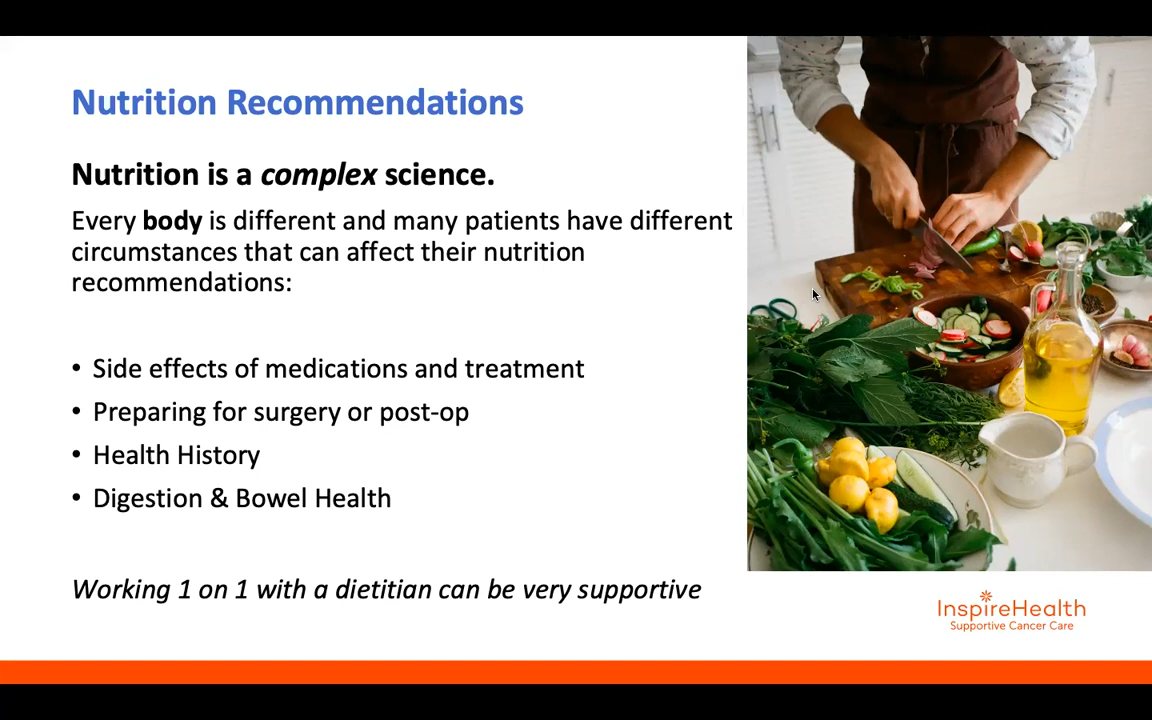 Nutrition Recommendations
Nutrition is a complex science.
Every body is different and many patients have different
circumstances that can affect their nutrition
recommendations:
• Side effects of medications and treatment
• Preparing for surgery or post-op
• Health History
• Digestion & Bowel Health
Working 1 on 1 with a dietitian can be very supportive
InspireHealth
Supportive Cancer Care